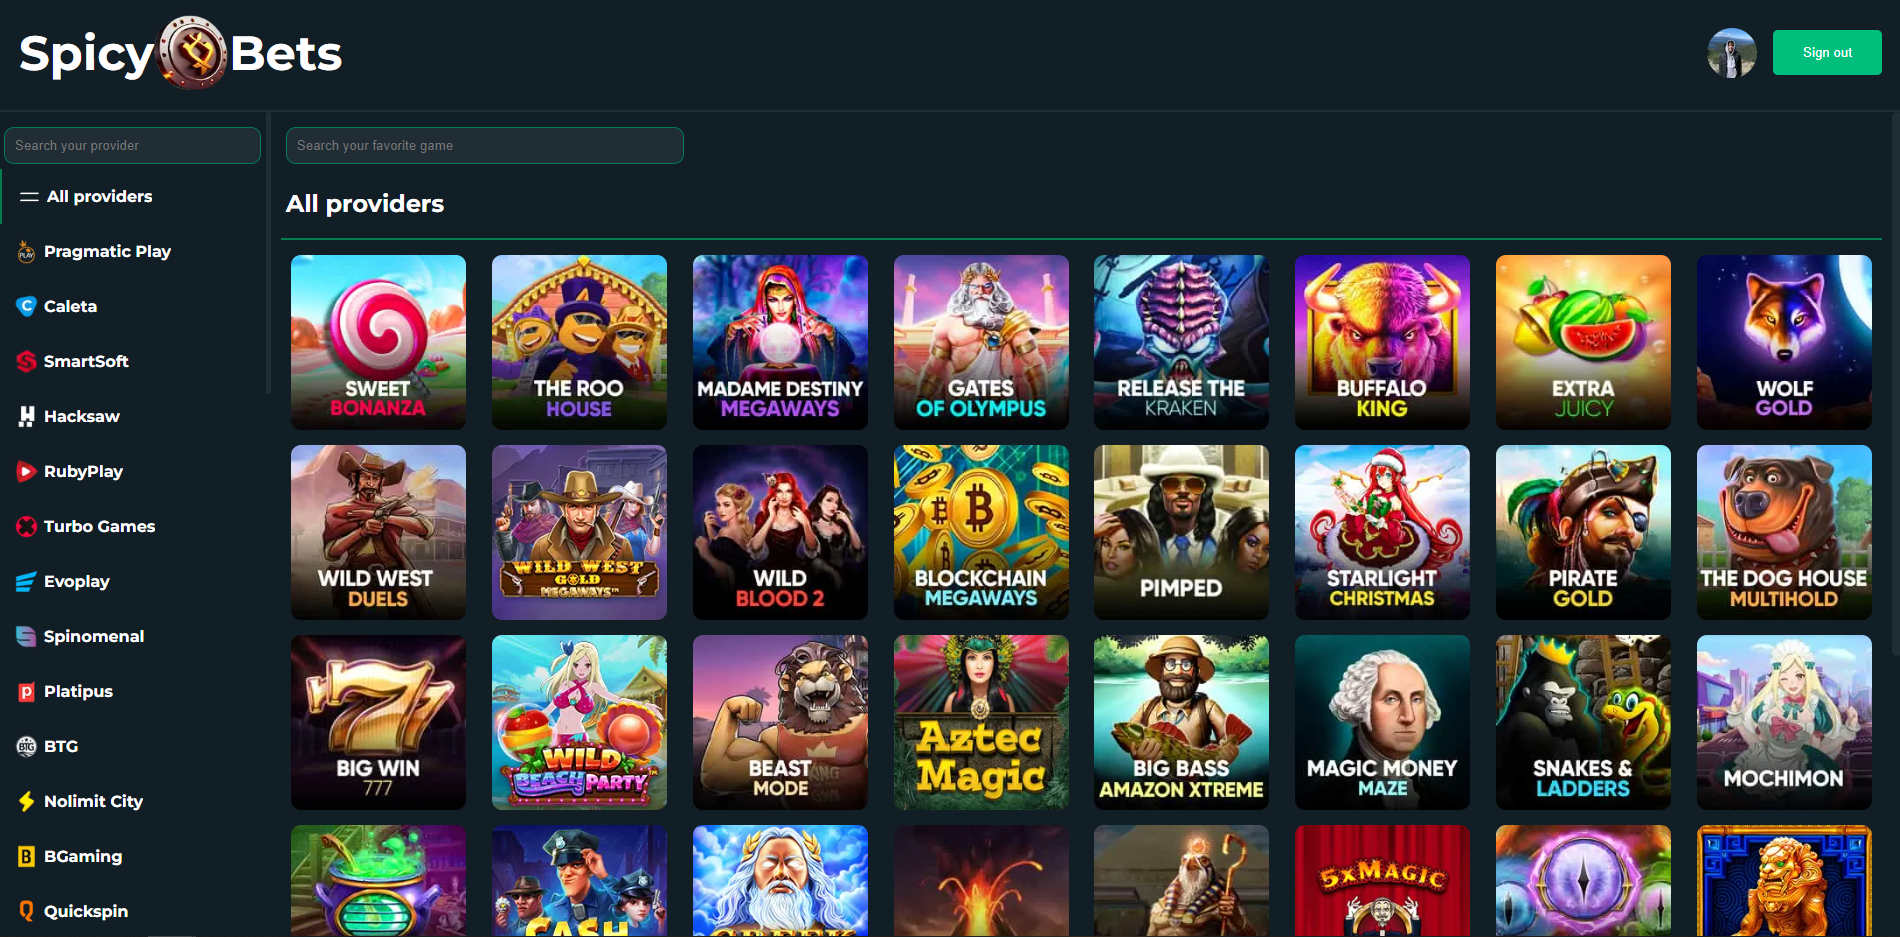 Spicy Bets
Sign out
Search your provider
Search your favorite game
All providers
Pragmatic Play
Caleta
SmartSoft
Hacksaw
RubyPlay
Turbo Games
Evoplay
Spinomenal
Platipus
BTG
Nolimit City
BGaming
Quickspin
All providers
SWEET
BONANZA
THE ROO
HOUSE
MADAME DESTINY
MEGAWAYS
GATES
OF OLYMPUS
RELEASE THE
KRAKEN
BUFFALO
KING
EXTRA
JUICY
WOLF
GOLD
WILD WEST
DUELS
WILD WEST
GOLD
MEGAWAYS™
WILD
BLOOD 2
BLOCKCHAIN
MEGAWAYS
PIMPED
STARLIGHT
CHRISTMAS
PIRATE
GOLD
THE DOG HOUSE
MULTIHOLD
BIG WIN
777
WILD
BEACH PARTY™
BEAST
MODE
Aztec
Magic
BIG BASS
AMAZON XTREME
MAGIC MONEY
MAZE
SNAKES &
LADDERS
MOCHIMON
CASH
5xMAGIC